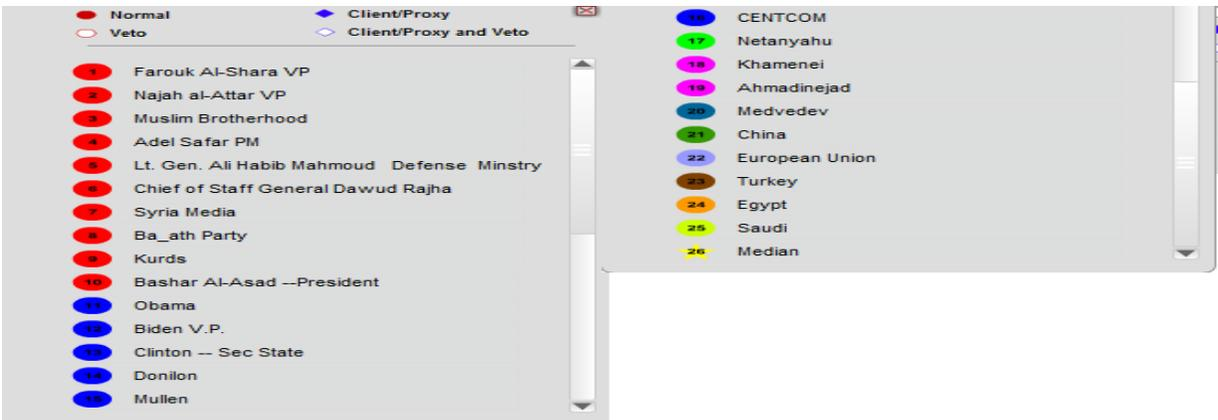 Normal Client/Proxy
Veto Client/Proxy and Veto
1 Farouk Al-Shara VP
2 Najah al-Attar VP
3 Muslim Brotherhood
4 Adel Safar PM
5 Lt. Gen. Ali Habib Mahmoud Defense Minstry
6 Chief of Staff General Dawud Rajha
7 Syria Media
8 Ba_ath Party
9 Kurds
10 Bashar Al-Asad --President
11 Obama
12 Biden V.P.
13 Clinton -- Sec State
14 Donilon
15 Mullen
16 CENTCOM
17 Netanyahu
18 Khamenei
19 Ahmadinejad
20 Medvedev
21 China
22 European Union
23 Turkey
24 Egypt
25 Saudi
26 Median